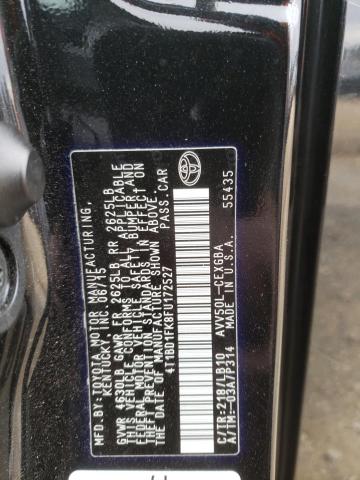 MFD.BY:TOYOTA MOTOR MANUFACTURING,
KENTUCKY,INC. 06/15
GVWR 4630LB GAWR FR 2625LB RR 2625LB
THIS VEHICLE CONFORMS TO ALL APPLICABLE
FEDERAL MOTOR VEHICLE SAFETY, BUMPER, AND
THEFT PREVENTION STANDARDS IN EFFECT ON
THE DATE OF MANUFACTURE SHOWN ABOVE.
4T1BD1FK8FU172527 PASS.CAR
C/TR:218/LB10 AVV50L-CEXGBA
A/TM:-03A/P314 MADE IN U.S.A. 55435